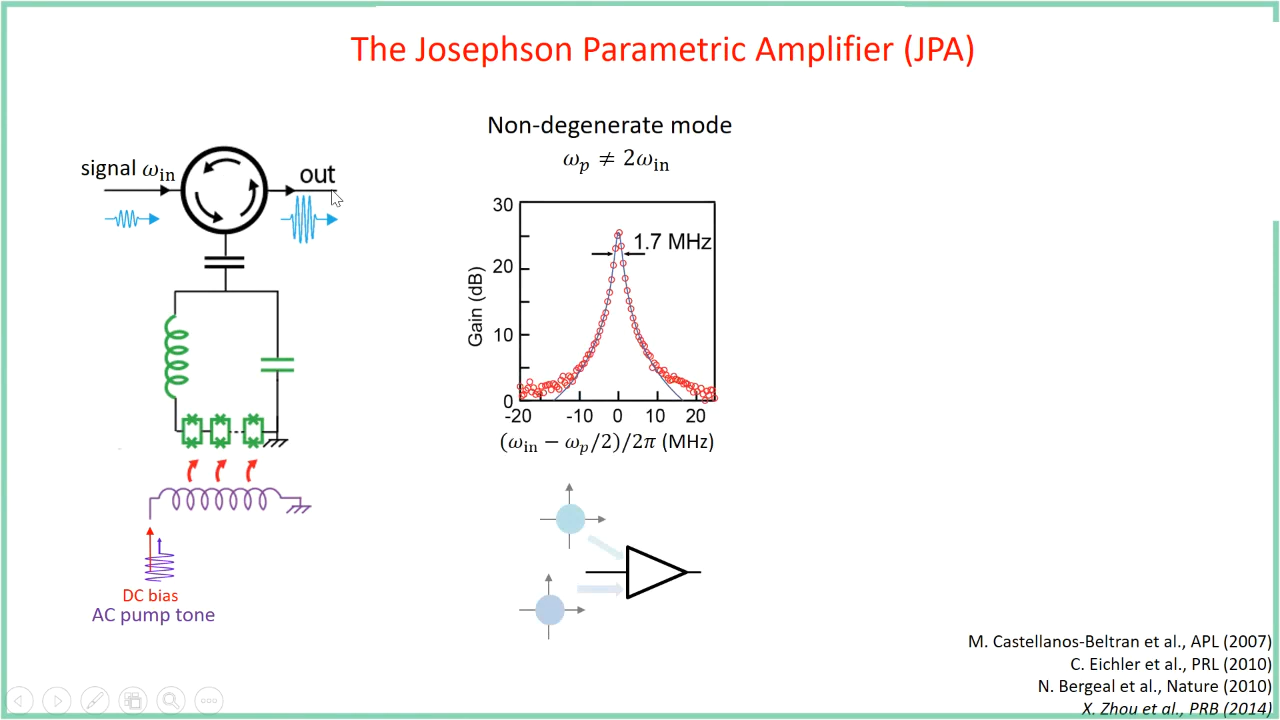 The Josephson Parametric Amplifier (JPA)
Non-degenerate mode
ωₚ ≠ 2ωᵢₙ
signal ωᵢₙ
out
30
20
10
0
Gain (dB)
1.7 MHz
-20 -10 0 10 20
(ωᵢₙ − ωₚ/2)/2π (MHz)
DC bias
AC pump tone
M. Castellanos-Beltran et al., APL (2007)
C. Eichler et al., PRL (2010)
N. Bergeal et al., Nature (2010)
X. Zhou et al., PRB (2014)